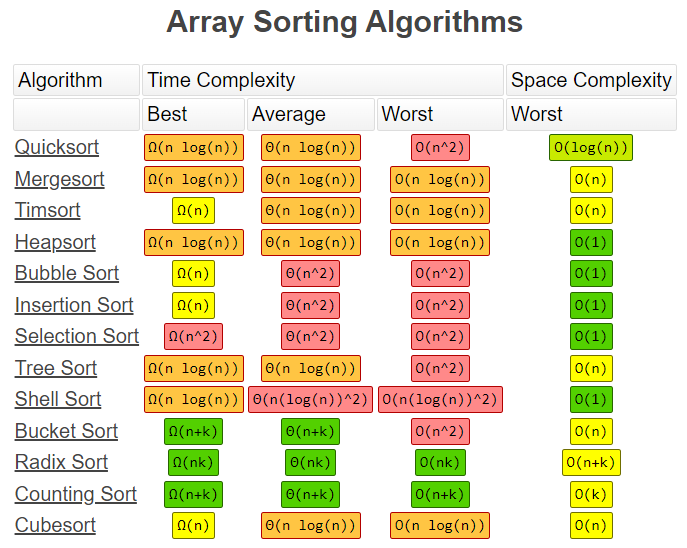 Array Sorting Algorithms
Algorithm Time Complexity Space Complexity
Best Average Worst Worst
Quicksort Ω(n log(n)) Θ(n log(n)) O(n^2) O(log(n))
Mergesort Ω(n log(n)) Θ(n log(n)) O(n log(n)) O(n)
Timsort Ω(n) Θ(n log(n)) O(n log(n)) O(n)
Heapsort Ω(n log(n)) Θ(n log(n)) O(n log(n)) O(1)
Bubble Sort Ω(n) Θ(n^2) O(n^2) O(1)
Insertion Sort Ω(n) Θ(n^2) O(n^2) O(1)
Selection Sort Ω(n^2) Θ(n^2) O(n^2) O(1)
Tree Sort Ω(n log(n)) Θ(n log(n)) O(n^2) O(n)
Shell Sort Ω(n log(n)) Θ(n(log(n))^2) O(n(log(n))^2) O(1)
Bucket Sort Ω(n+k) Θ(n+k) O(n^2) O(n)
Radix Sort Ω(nk) Θ(nk) O(nk) O(n+k)
Counting Sort Ω(n+k) Θ(n+k) O(n+k) O(k)
Cubesort Ω(n) Θ(n log(n)) O(n log(n)) O(n)